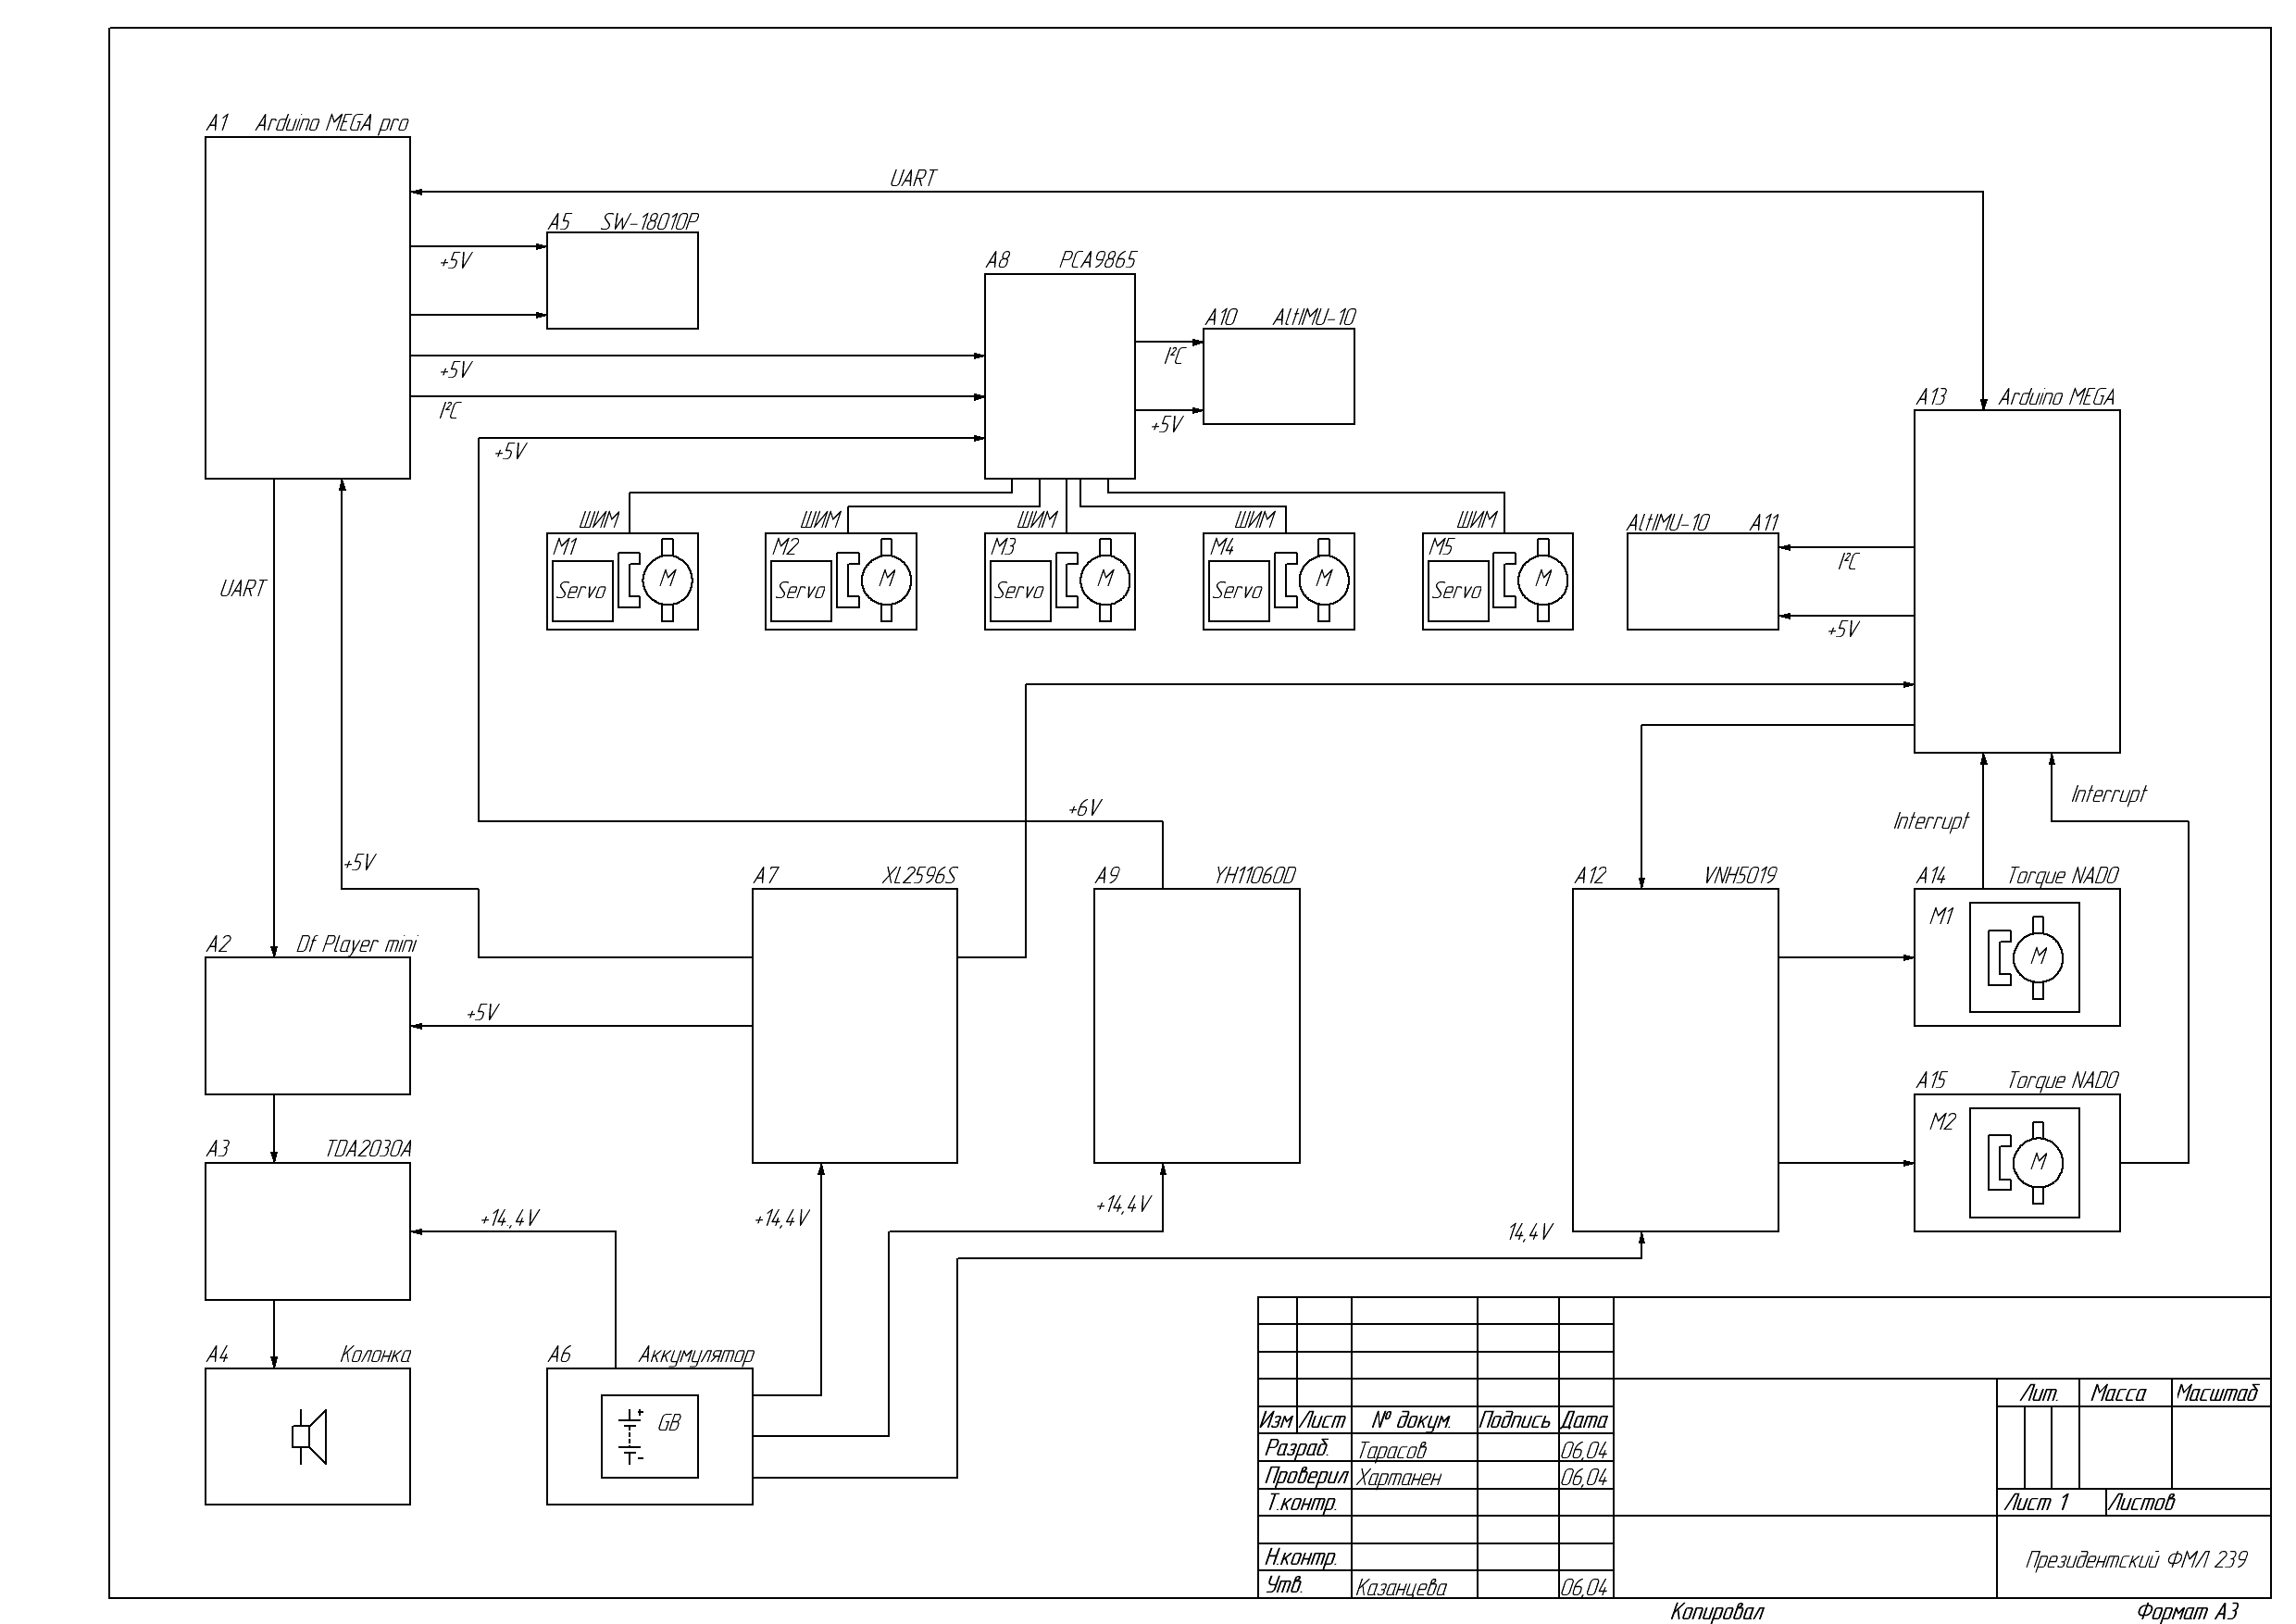 A1 Arduino MEGA pro
UART
A5 SW-18010P
+5V
A8 PCA9865
A10 AltIMU-10
I²C
+5V
I²C
+5V
+5V
A13 Arduino MEGA
ШИМ ШИМ ШИМ ШИМ ШИМ
AltIMU-10 A11
M1 Servo M
M2 Servo M
M3 Servo M
M4 Servo M
M5 Servo M
I²C
+5V
UART
+6V
Interrupt
Interrupt
+5V
A7 XL2596S
A9 YH11060D
A12 VNH5019
A14 Torque NADO
M1 M
A2 Df Player mini
+5V
A15 Torque NADO
M2 M
A3 TDA2030A
+14.,4V
+14,4V
+14,4V
14,4V
A4 Колонка
A6 Аккумулятор
+ GB
-
Лит. Масса Масштаб
Изм Лист № докум. Подпись Дата
Разраб. Тарасов 06,04
Проверил Хартанен 06,04
Т.контр.
Лист 1 Листов
Н.контр.
Утв. Казанцева 06,04
Президентский ФМЛ 239
Копировал Формат А3